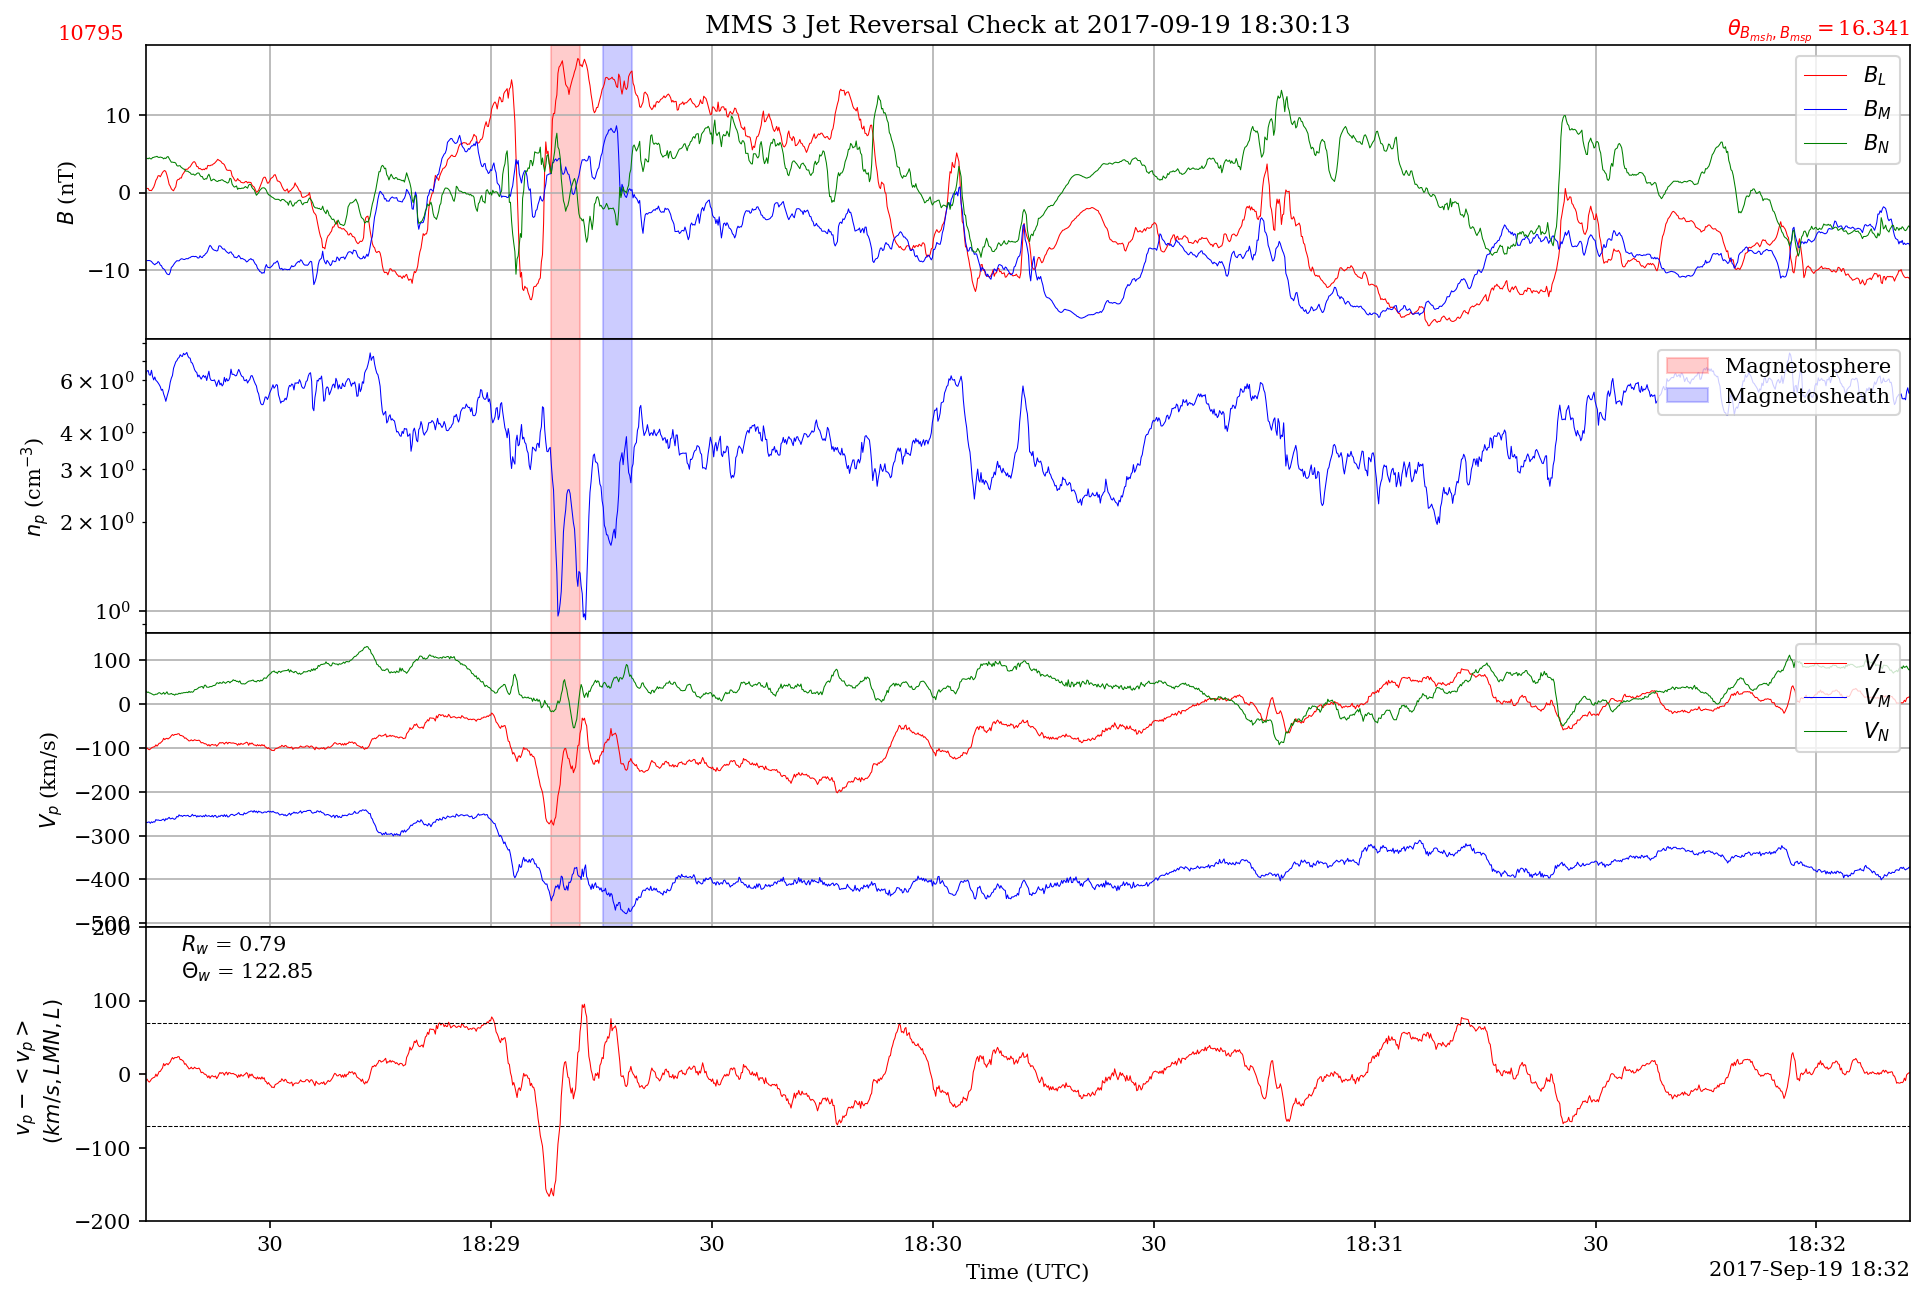 MMS 3 Jet Reversal Check at 2017-09-19 18:30:13
10795
θ_{B_{msh}, B_{msp}} = 16.341
B (nT)
10
0
−10
B_L
B_M
B_N
n_p (cm^{−3})
6 × 10^0
4 × 10^0
3 × 10^0
2 × 10^0
10^0
Magnetosphere
Magnetosheath
V_p (km/s)
100
0
−100
−200
−300
−400
−500
V_L
V_M
V_N
v_p − < v_p >
(km/s, LMN, L)
200
100
0
−100
−200
R_w = 0.79
Θ_w = 122.85
30 18:29 30 18:30 30 18:31 30 18:32
Time (UTC)
2017-Sep-19 18:32